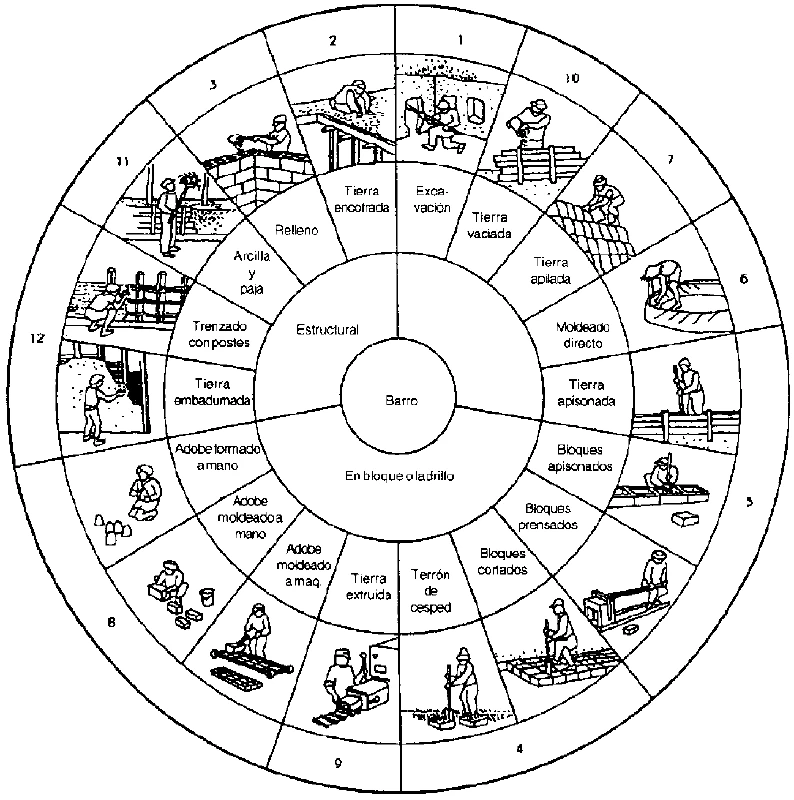 1
10
7
6
5
4
9
8
12
11
3
2
Exca-
vación
Tierra
vaciada
Tierra
apilada
Moldeado
directo
Tierra
apisonada
Bloques
apisonados
Bloques
prensados
Bloques
cortados
Terrón
de
cesped
Tierra
extruida
Adobe
moldeado
a maq.
Adobe
moldeado a
mano
Adobe formado
a mano
Tierra
embadurnada
Trenzado
con postes
Arcilla
y
paja
Relleno
Tierra
encofrada
Estructural
Barro
En bloque o ladrillo